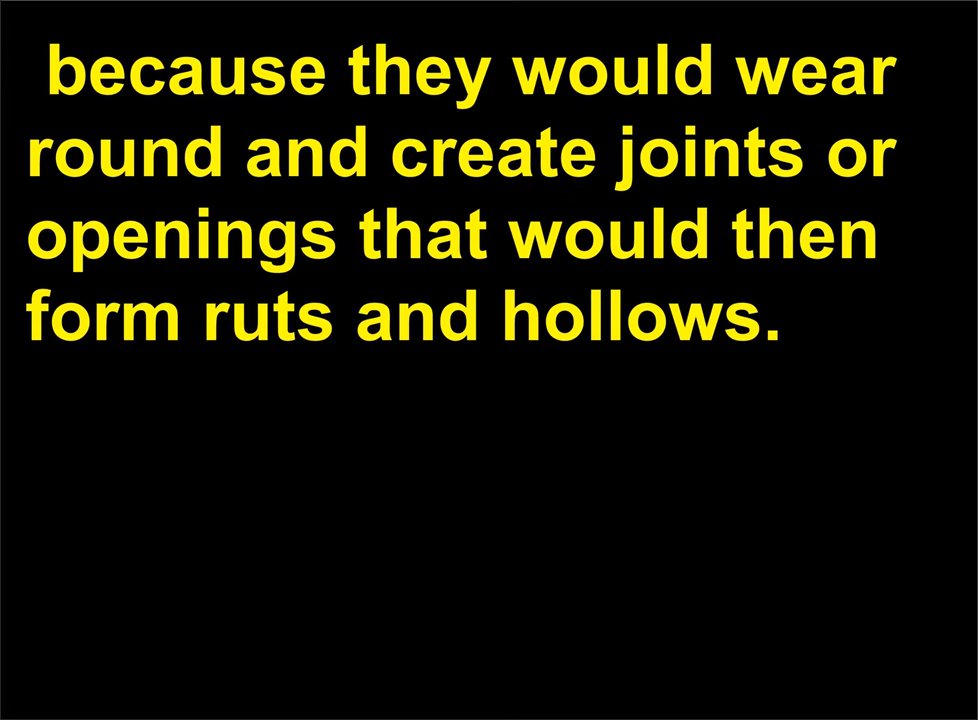 because they would wear
round and create joints or
openings that would then
form ruts and hollows.